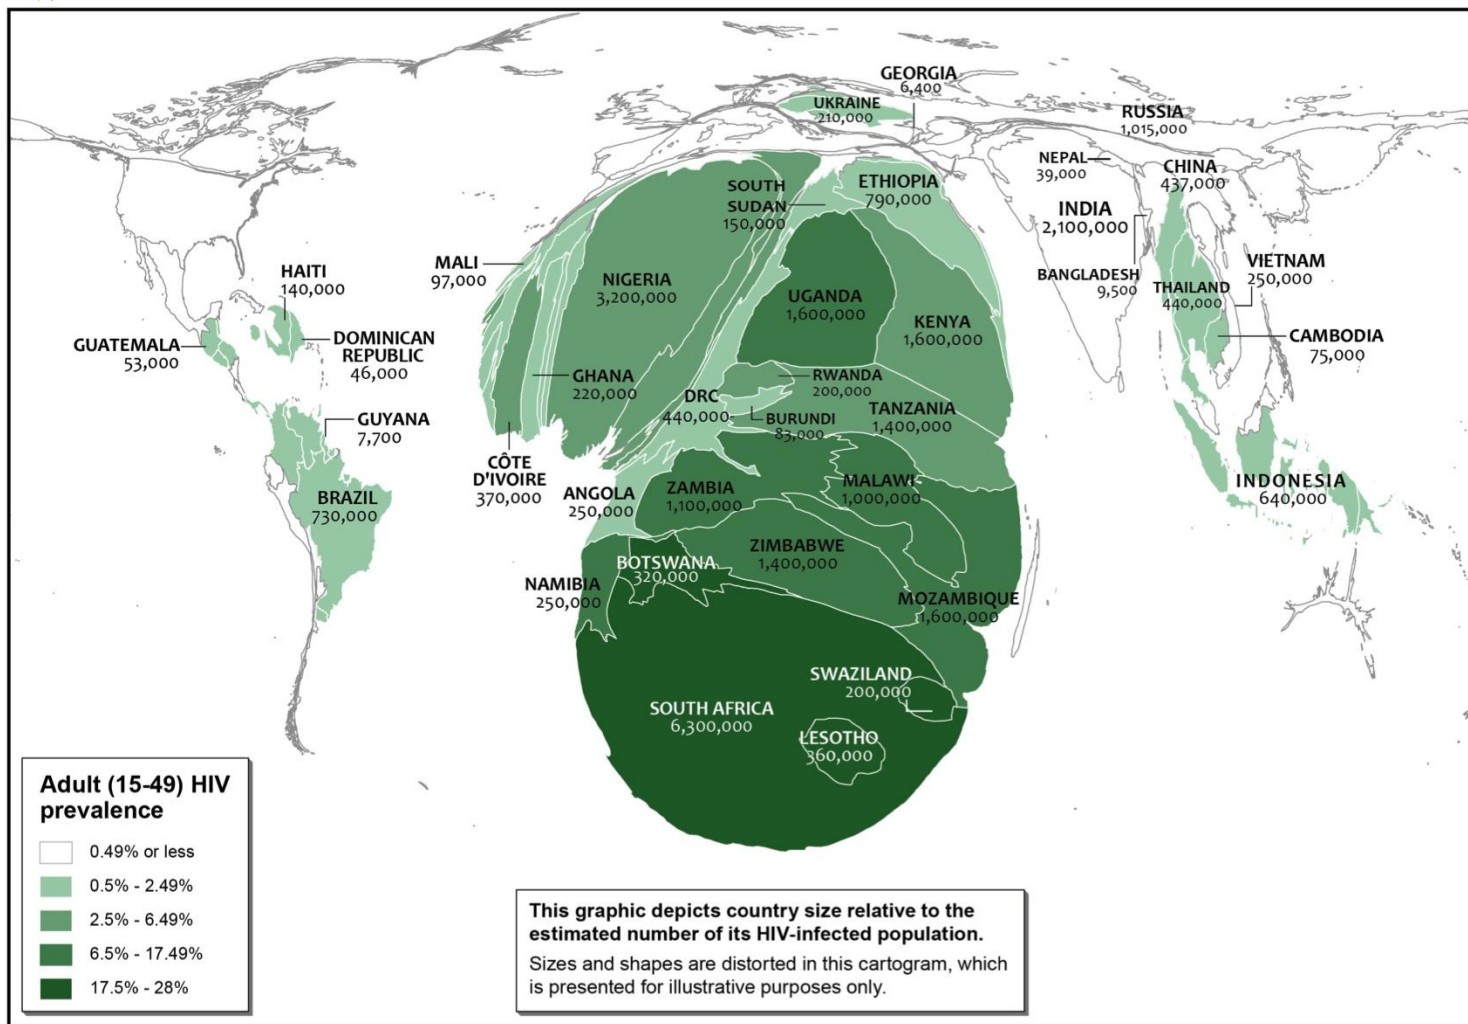 GEORGIA
6,400
UKRAINE
210,000
RUSSIA
1,015,000
NEPAL
39,000
CHINA
437,000
SOUTH
SUDAN
150,000
ETHIOPIA
790,000
INDIA
2,100,000
MALI
97,000
HAITI
140,000
NIGERIA
3,200,000
UGANDA
1,600,000
KENYA
1,600,000
BANGLADESH
9,500
THAILAND
440,000
VIETNAM
250,000
GUATEMALA
53,000
DOMINICAN
REPUBLIC
46,000
CAMBODIA
75,000
GHANA
220,000
RWANDA
200,000
DRC
440,000
BURUNDI
83,000
TANZANIA
1,400,000
GUYANA
7,700
CÔTE
D'IVOIRE
370,000
BRAZIL
730,000
ANGOLA
250,000
ZAMBIA
1,100,000
MALAWI
1,000,000
INDONESIA
640,000
ZIMBABWE
1,400,000
BOTSWANA
320,000
NAMIBIA
250,000
MOZAMBIQUE
1,600,000
SWAZILAND
200,000
SOUTH AFRICA
6,300,000
LESOTHO
360,000
Adult (15-49) HIV
prevalence
0.49% or less
0.5% - 2.49%
2.5% - 6.49%
6.5% - 17.49%
17.5% - 28%
This graphic depicts country size relative to the
estimated number of its HIV-infected population.
Sizes and shapes are distorted in this cartogram, which
is presented for illustrative purposes only.